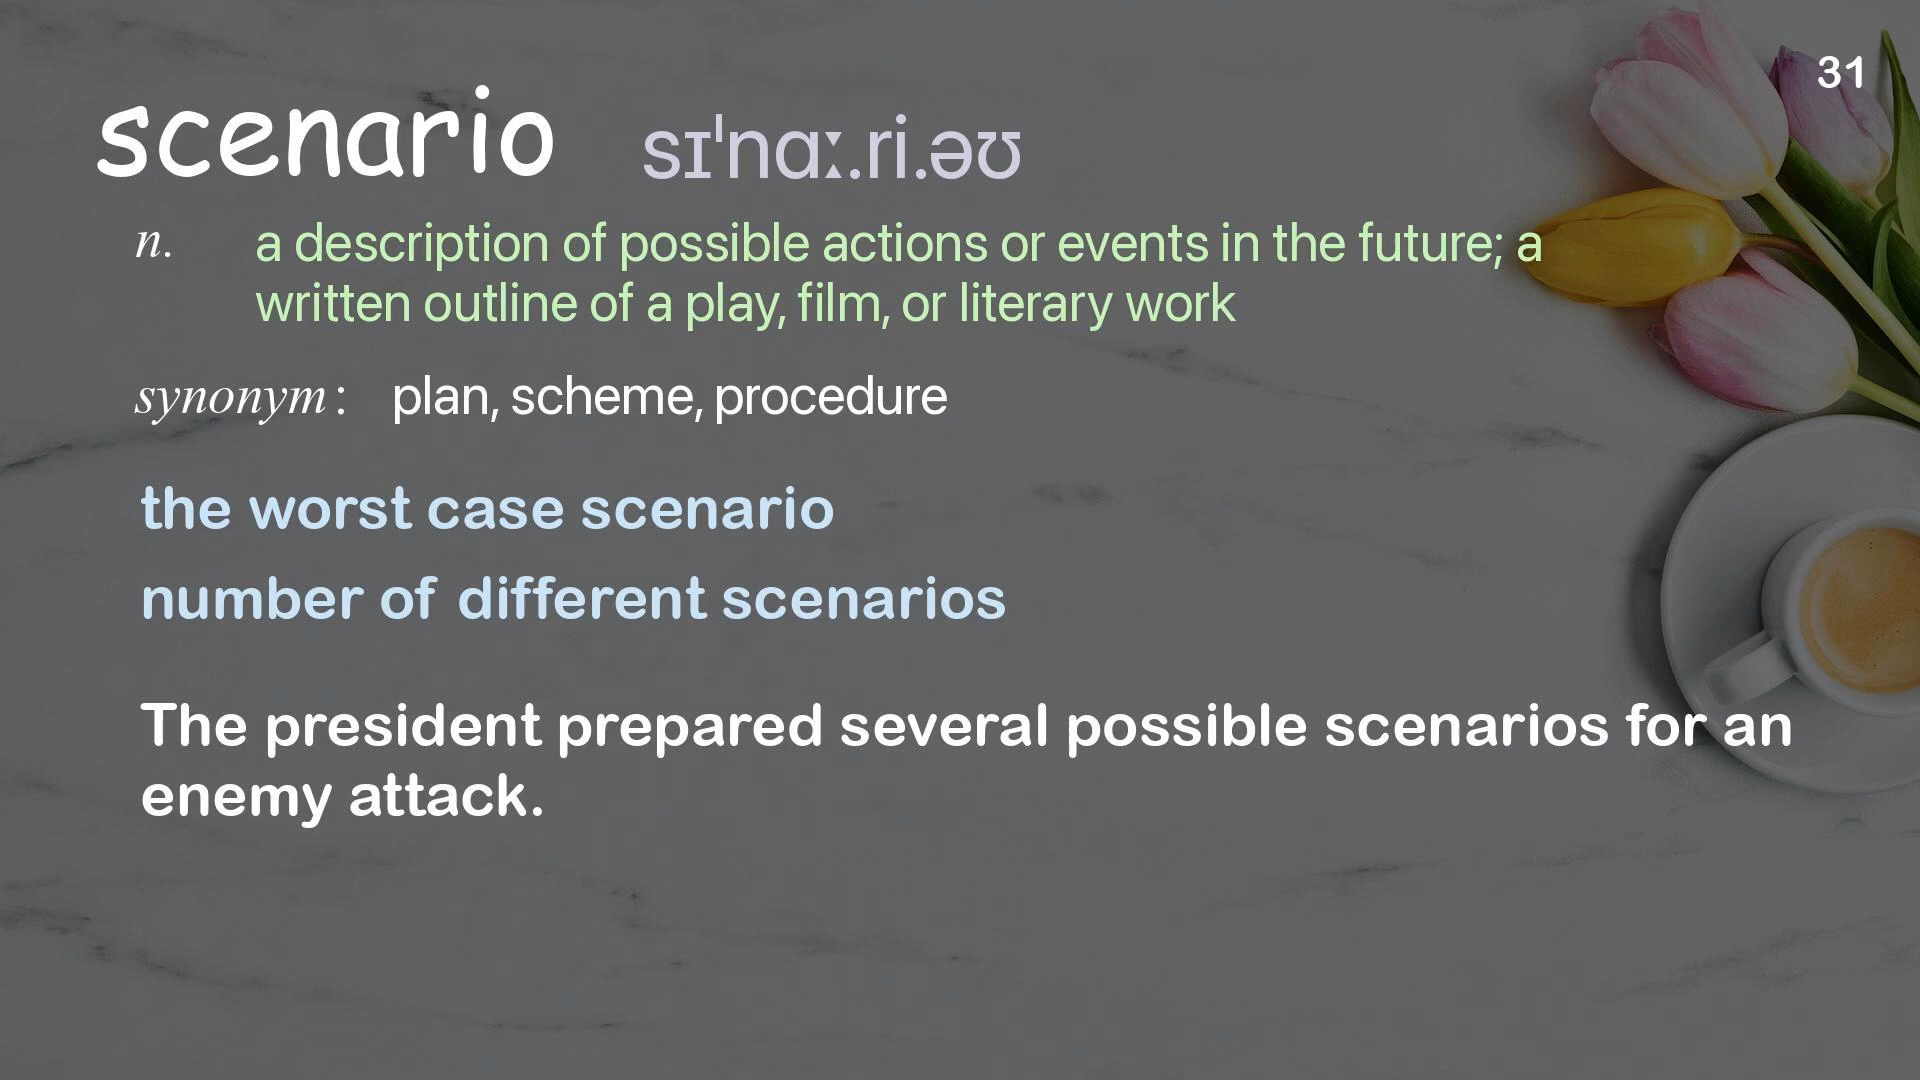 31
scenario sɪˈnɑː.ri.əʊ
n. a description of possible actions or events in the future; a
written outline of a play, film, or literary work
synonym: plan, scheme, procedure
the worst case scenario
number of different scenarios
The president prepared several possible scenarios for an
enemy attack.